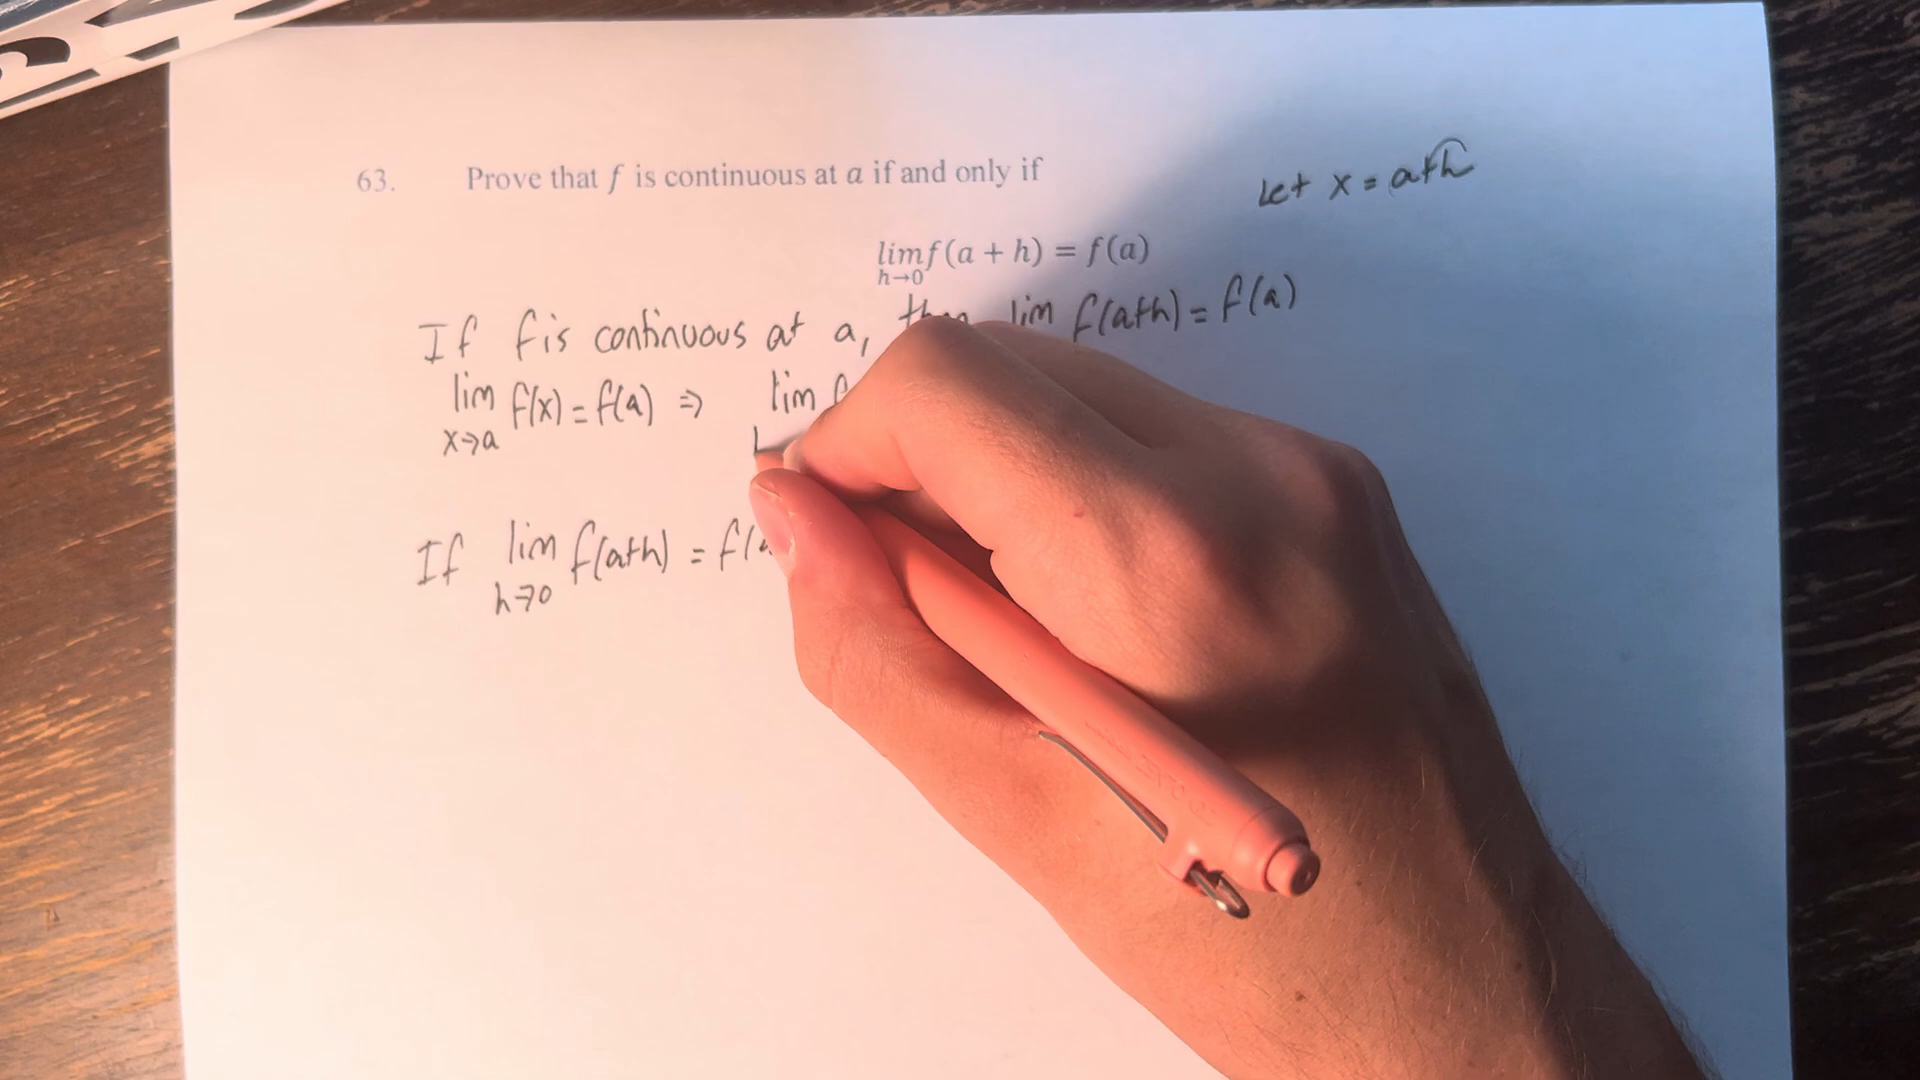 63. Prove that f is continuous at a if and only if
let x = a+h
lim f(a + h) = f(a)
h→0
If f is continuous at a, then lim f(a+h) = f(a)
lim f(x) = f(a) ⇒ lim f
x→a
If lim f(a+h) = f(
h→0